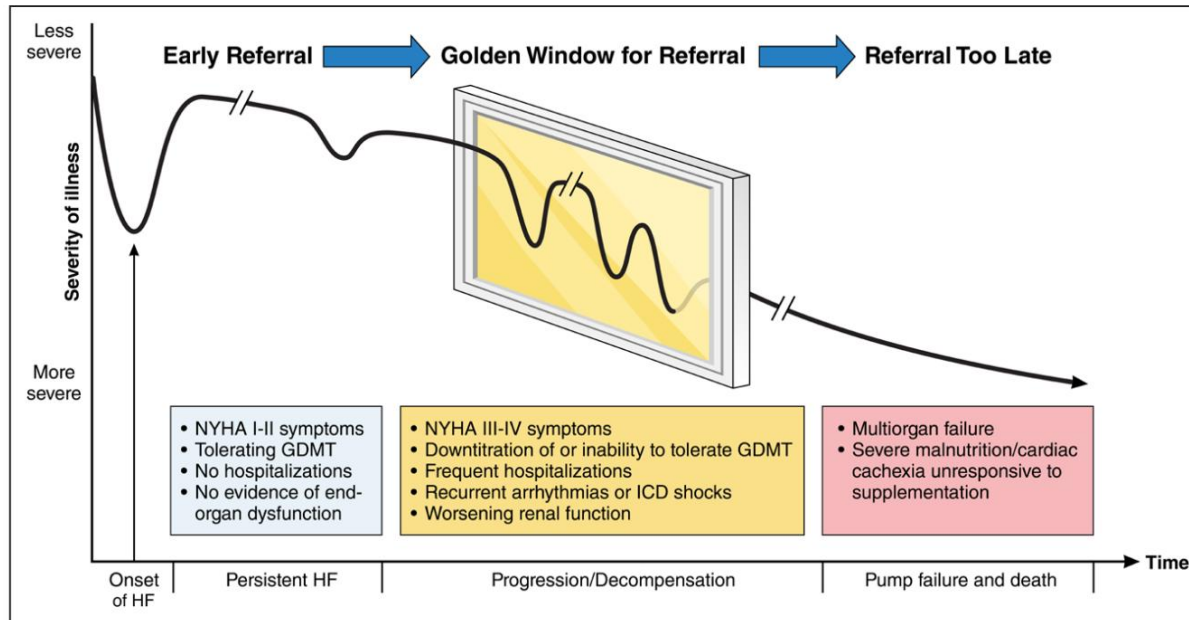 Less
severe
Early Referral
Golden Window for Referral
Referral Too Late
Severity of illness
More
severe
• NYHA I-II symptoms
• Tolerating GDMT
• No hospitalizations
• No evidence of end-
organ dysfunction
• NYHA III-IV symptoms
• Downtitration of or inability to tolerate GDMT
• Frequent hospitalizations
• Recurrent arrhythmias or ICD shocks
• Worsening renal function
• Multiorgan failure
• Severe malnutrition/cardiac
cachexia unresponsive to
supplementation
Time
Onset
of HF
Persistent HF
Progression/Decompensation
Pump failure and death